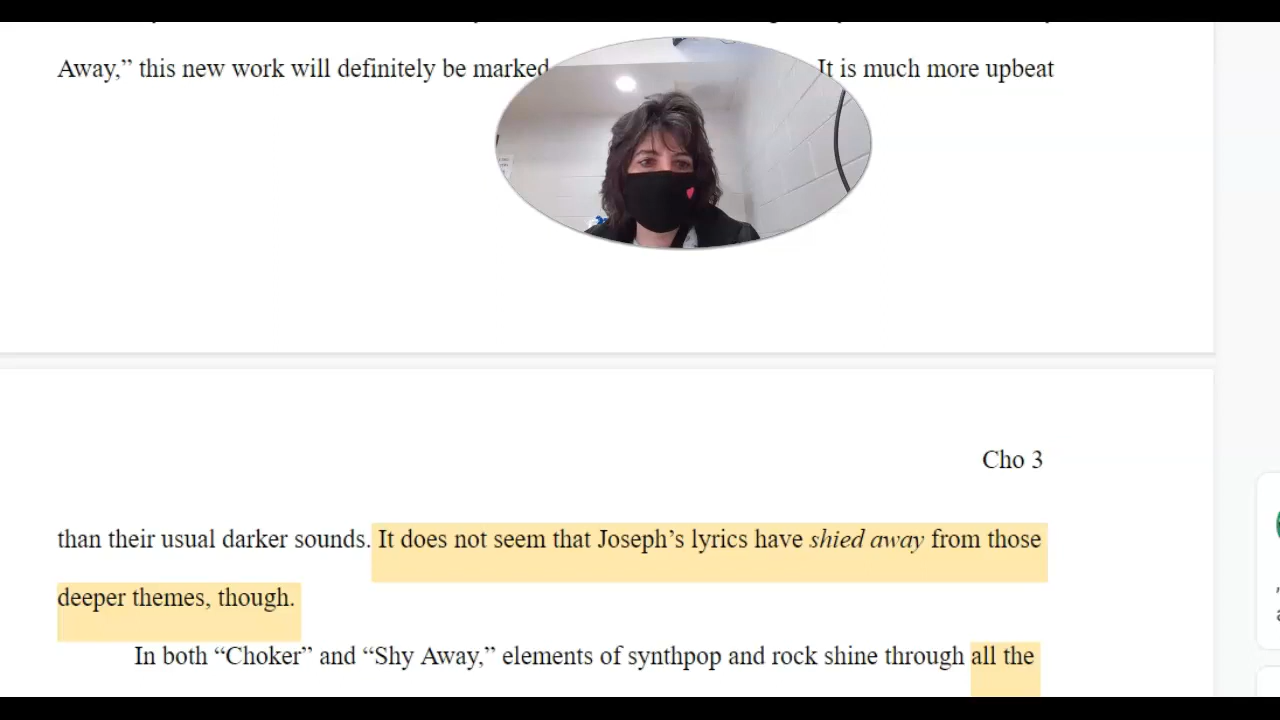 Away,” this new work will definitely be marked It is much more upbeat
Cho 3
than their usual darker sounds. It does not seem that Joseph’s lyrics have shied away from those
deeper themes, though.
In both “Choker” and “Shy Away,” elements of synthpop and rock shine through all the